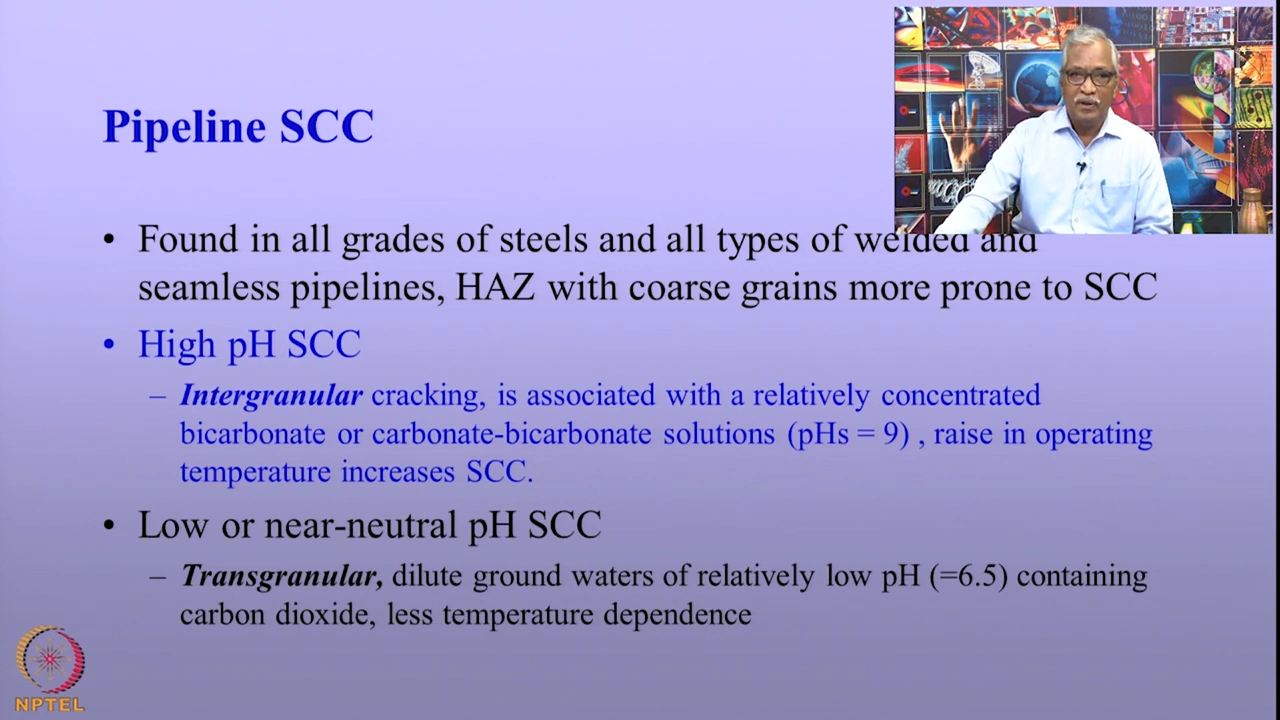 Pipeline SCC
• Found in all grades of steels and all types of welded and
seamless pipelines, HAZ with coarse grains more prone to SCC
• High pH SCC
– Intergranular cracking, is associated with a relatively concentrated
bicarbonate or carbonate-bicarbonate solutions (pHs = 9) , raise in operating
temperature increases SCC.
• Low or near-neutral pH SCC
– Transgranular, dilute ground waters of relatively low pH (=6.5) containing
carbon dioxide, less temperature dependence
NPTEL